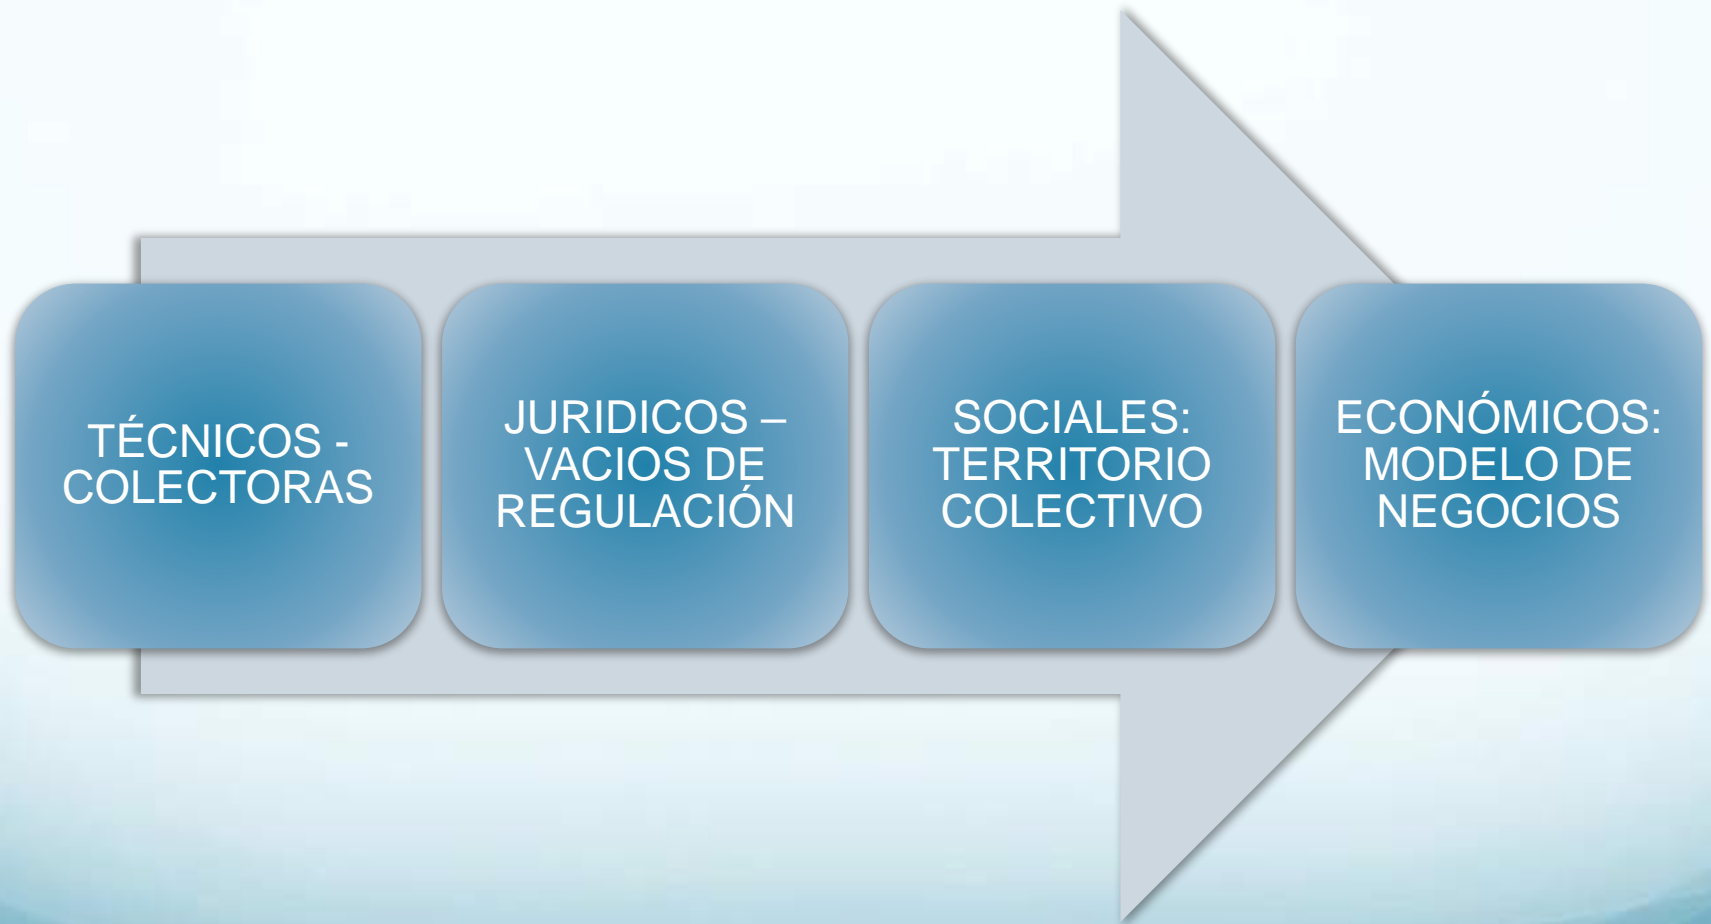 TÉCNICOS -
COLECTORAS
JURIDICOS –
VACIOS DE
REGULACIÓN
SOCIALES:
TERRITORIO
COLECTIVO
ECONÓMICOS:
MODELO DE
NEGOCIOS